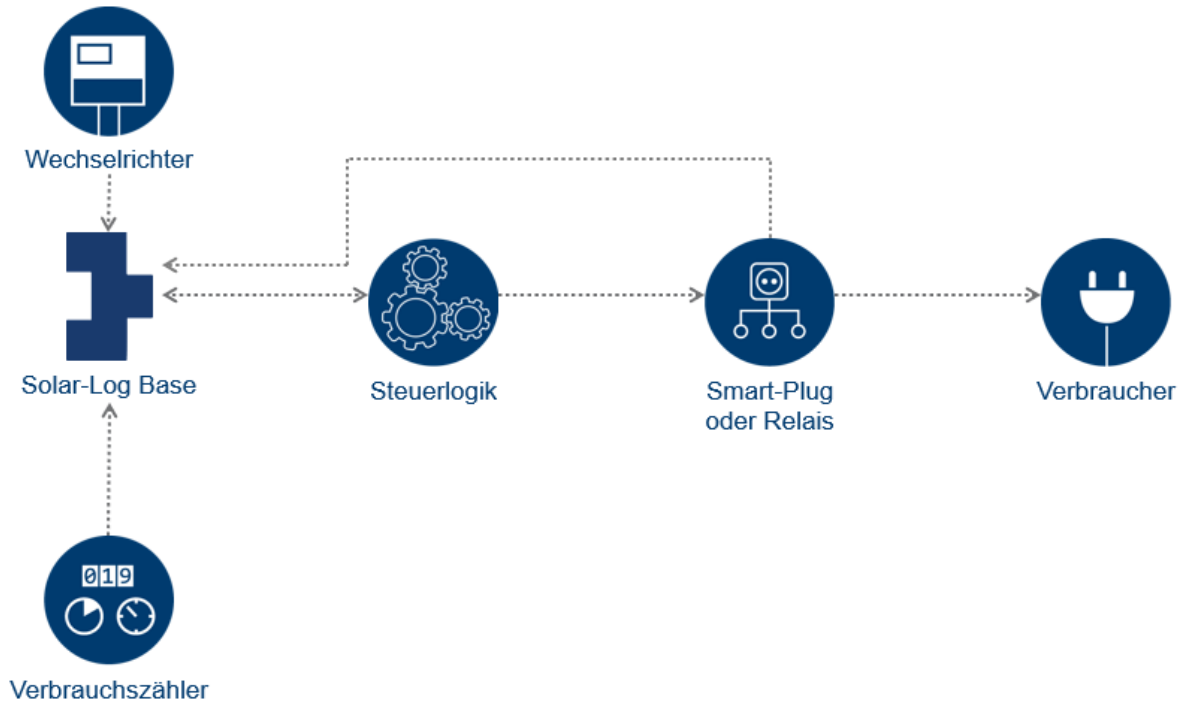 Wechselrichter
Solar-Log Base
Steuerlogik
Smart-Plug
oder Relais
Verbraucher
019
Verbrauchszähler